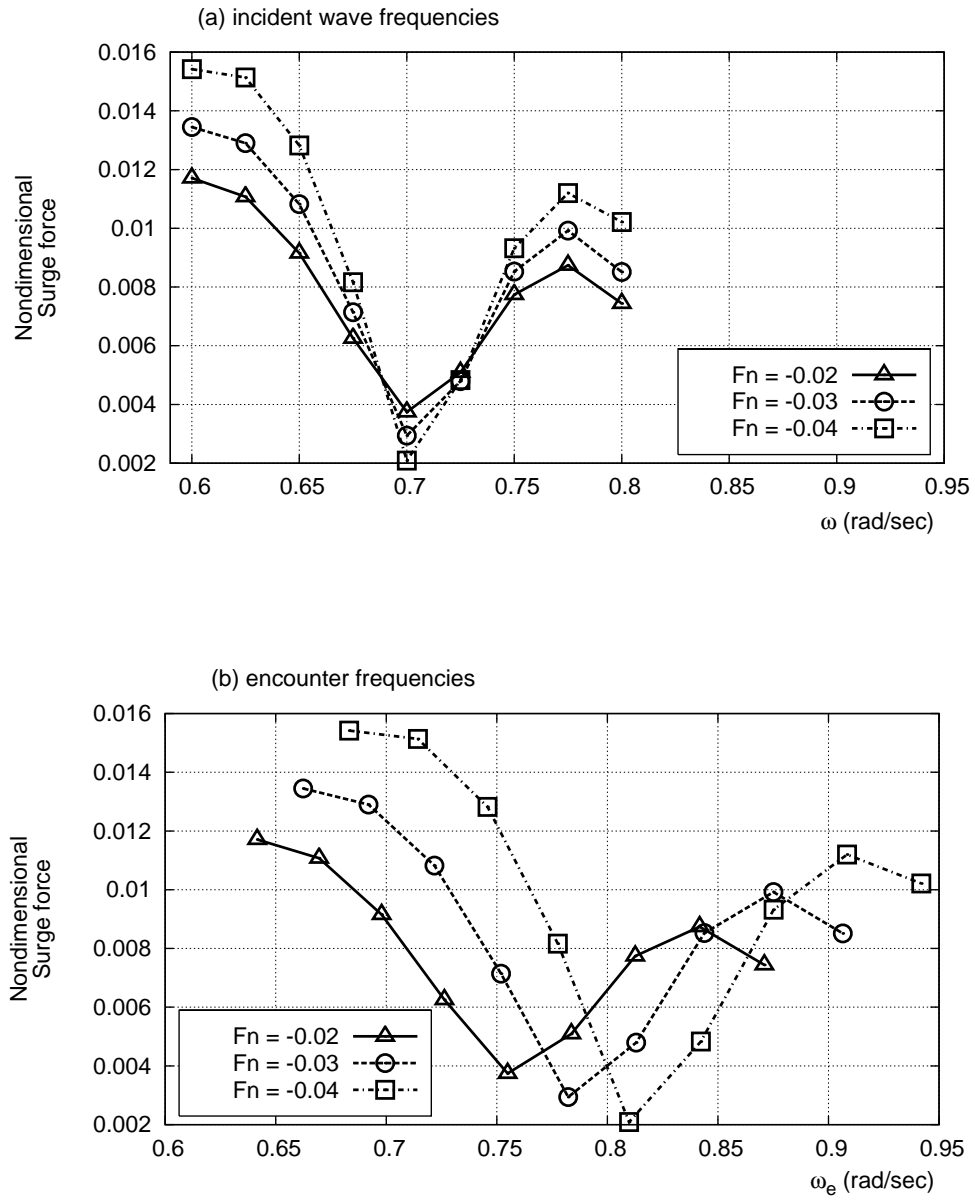 (a) incident wave frequencies
0.016
0.014
0.012
0.01
0.008
0.006
0.004
0.002
Nondimensional
Surge force
Fn = -0.02
Fn = -0.03
Fn = -0.04
0.6 0.65 0.7 0.75 0.8 0.85 0.9 0.95
ω (rad/sec)
(b) encounter frequencies
0.016
0.014
0.012
0.01
0.008
0.006
0.004
0.002
Nondimensional
Surge force
Fn = -0.02
Fn = -0.03
Fn = -0.04
0.6 0.65 0.7 0.75 0.8 0.85 0.9 0.95
ωe (rad/sec)